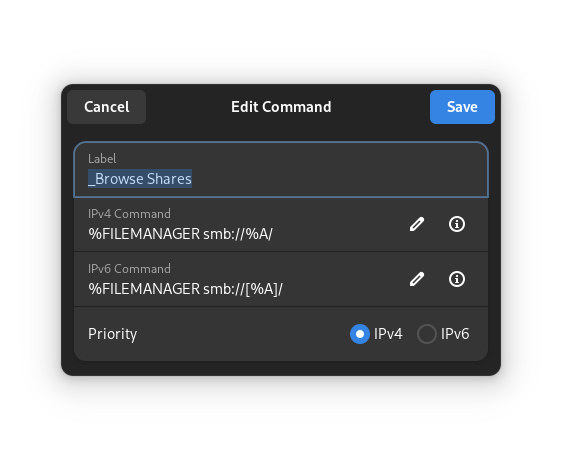 Cancel Edit Command Save
Label
_Browse Shares
IPv4 Command
%FILEMANAGER smb://%A/
IPv6 Command
%FILEMANAGER smb://[%A]/
Priority IPv4 IPv6